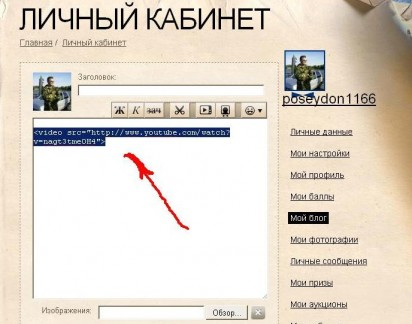 ЛИЧНЫЙ КАБИНЕТ
Главная / Личный кабинет
Заголовок:
Ж К зач
<video src="http://www.youtube.com/watch?
v=nagt3tme0H4">
Изображения: Обзор...
poseydon1166
Личные данные
Мои настройки
Мой профиль
Мои баллы
Мой блог
Мои фотографии
Личные сообщения
Мои призы
Мои аукционы